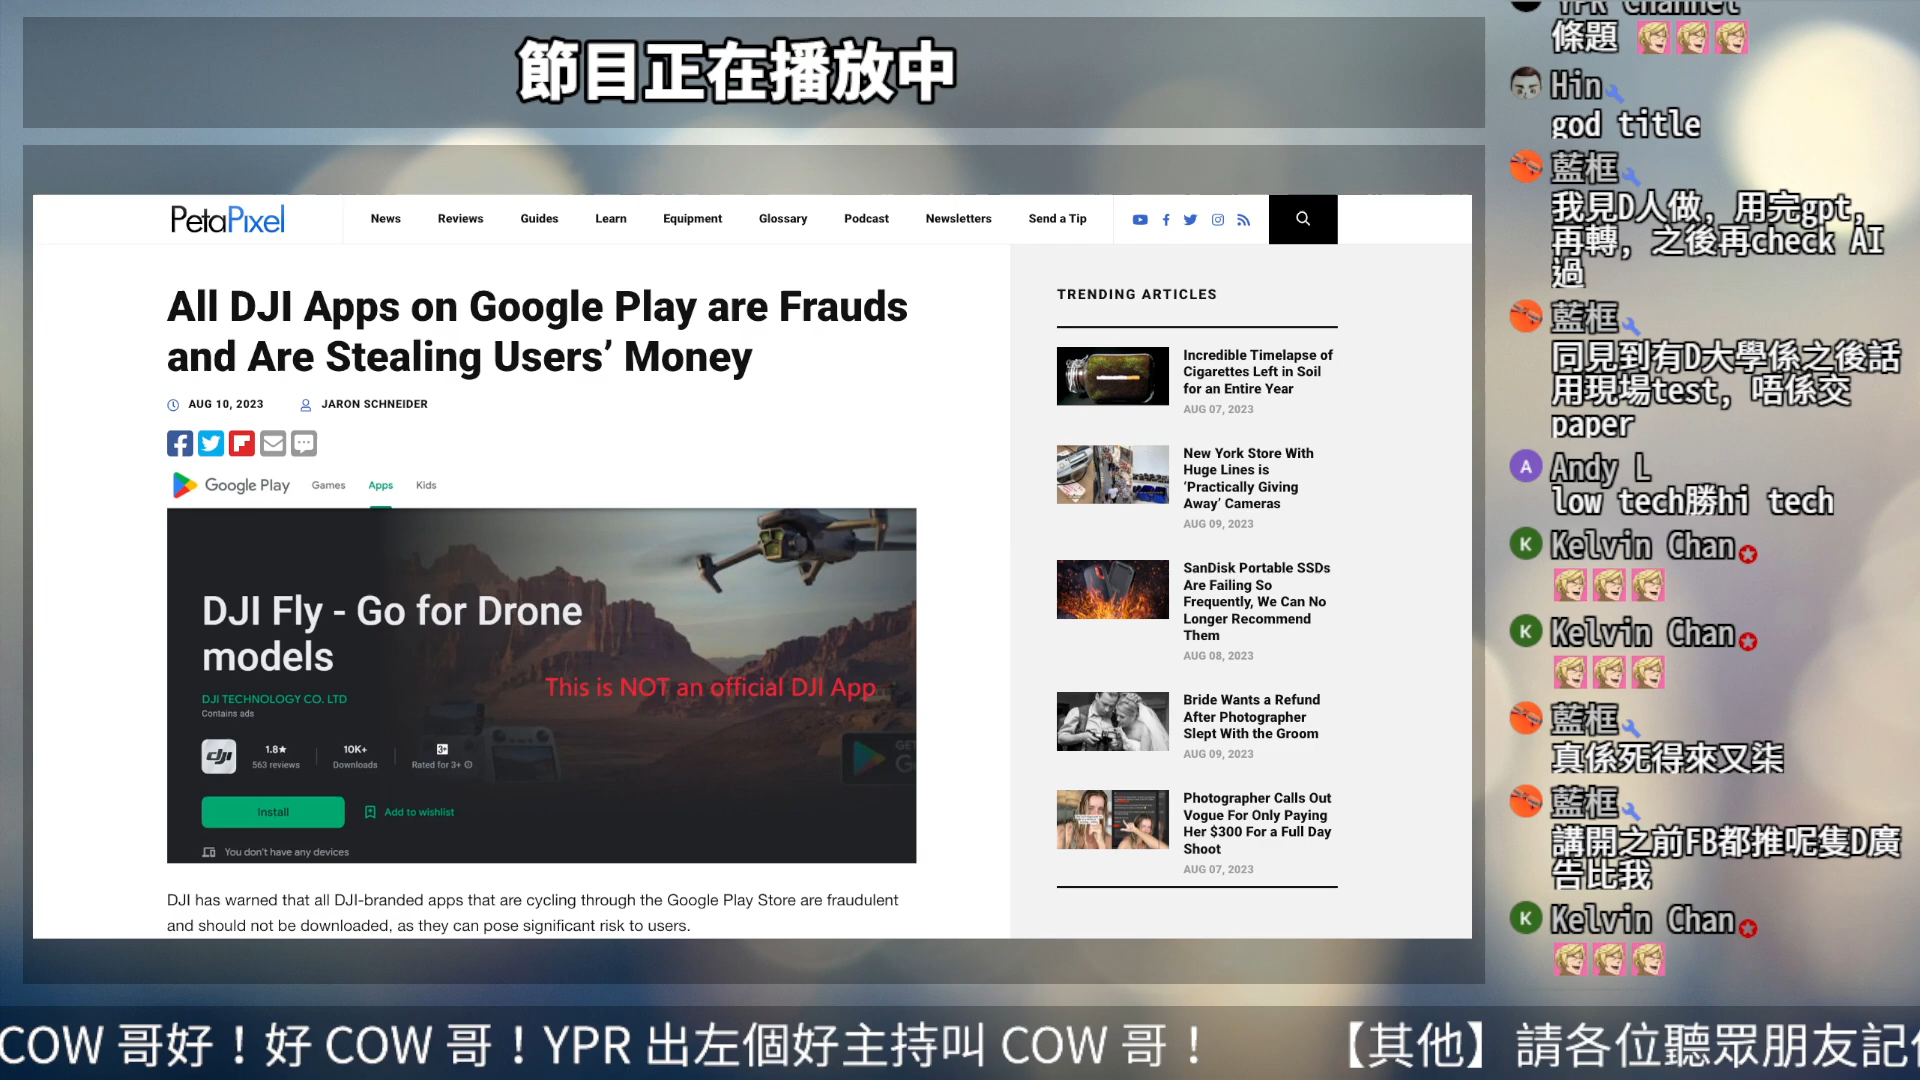 節目正在播放中
PetaPixel
News Reviews Guides Learn Equipment Glossary Podcast Newsletters Send a Tip
All DJI Apps on Google Play are Frauds
and Are Stealing Users’ Money
AUG 10, 2023 JARON SCHNEIDER
Google Play Games Apps Kids
DJI Fly - Go for Drone
models
This is NOT an official DJI App
DJI TECHNOLOGY CO. LTD
Contains ads
dji
1.8★
563 reviews
10K+
Downloads
3+
Rated for 3+
Install
Add to wishlist
You don't have any devices
DJI has warned that all DJI-branded apps that are cycling through the Google Play Store are fraudulent
and should not be downloaded, as they can pose significant risk to users.
TRENDING ARTICLES
Incredible Timelapse of
Cigarettes Left in Soil
for an Entire Year
AUG 07, 2023
New York Store With
Huge Lines is
‘Practically Giving
Away’ Cameras
AUG 09, 2023
SanDisk Portable SSDs
Are Failing So
Frequently, We Can No
Longer Recommend
Them
AUG 08, 2023
Bride Wants a Refund
After Photographer
Slept With the Groom
AUG 09, 2023
Photographer Calls Out
Vogue For Only Paying
Her $300 For a Full Day
Shoot
AUG 07, 2023
YPR Channel
條題
Hin
god title
藍框
我見D人做，用完gpt，
再轉，之後再check AI
過
藍框
同見到有D大學係之後話
用現場test，唔係交
paper
A Andy L
low tech勝hi tech
K Kelvin Chan
K Kelvin Chan
藍框
真係死得來又柒
藍框
講開之前FB都推呢隻D廣
告比我
K Kelvin Chan
COW 哥好！好 COW 哥！YPR 出左個好主持叫 COW 哥！ 【其他】請各位聽眾朋友記